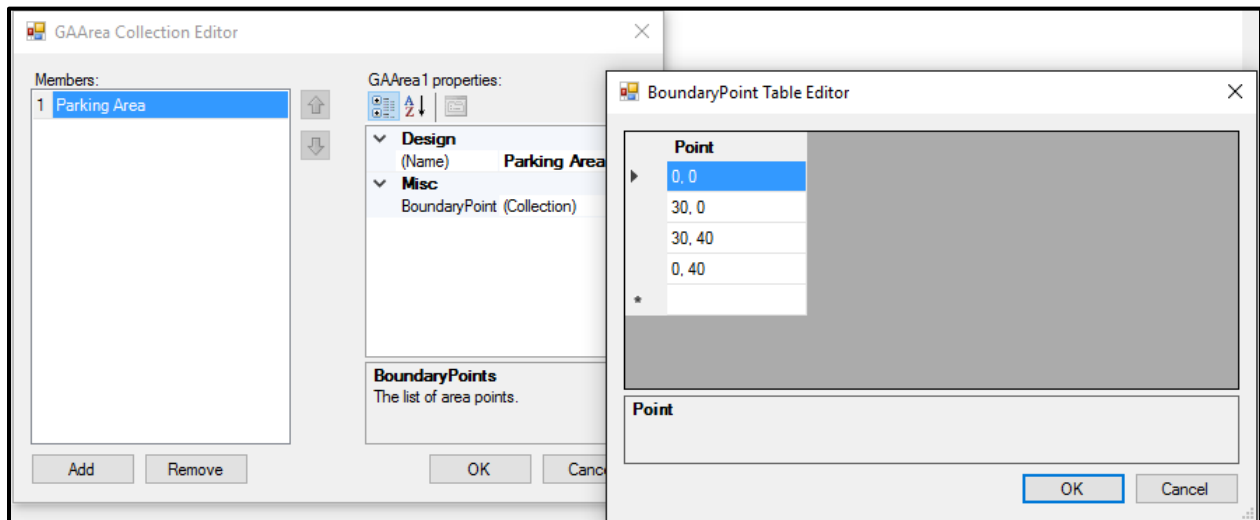 GAArea Collection Editor
Members:
1 Parking Area
GAArea1 properties:
Design
(Name) Parking Area
Misc
BoundaryPoint (Collection)
BoundaryPoints
The list of area points.
Add Remove
OK Cance
BoundaryPoint Table Editor
Point
0, 0
30, 0
30, 40
0, 40
*
Point
OK Cancel